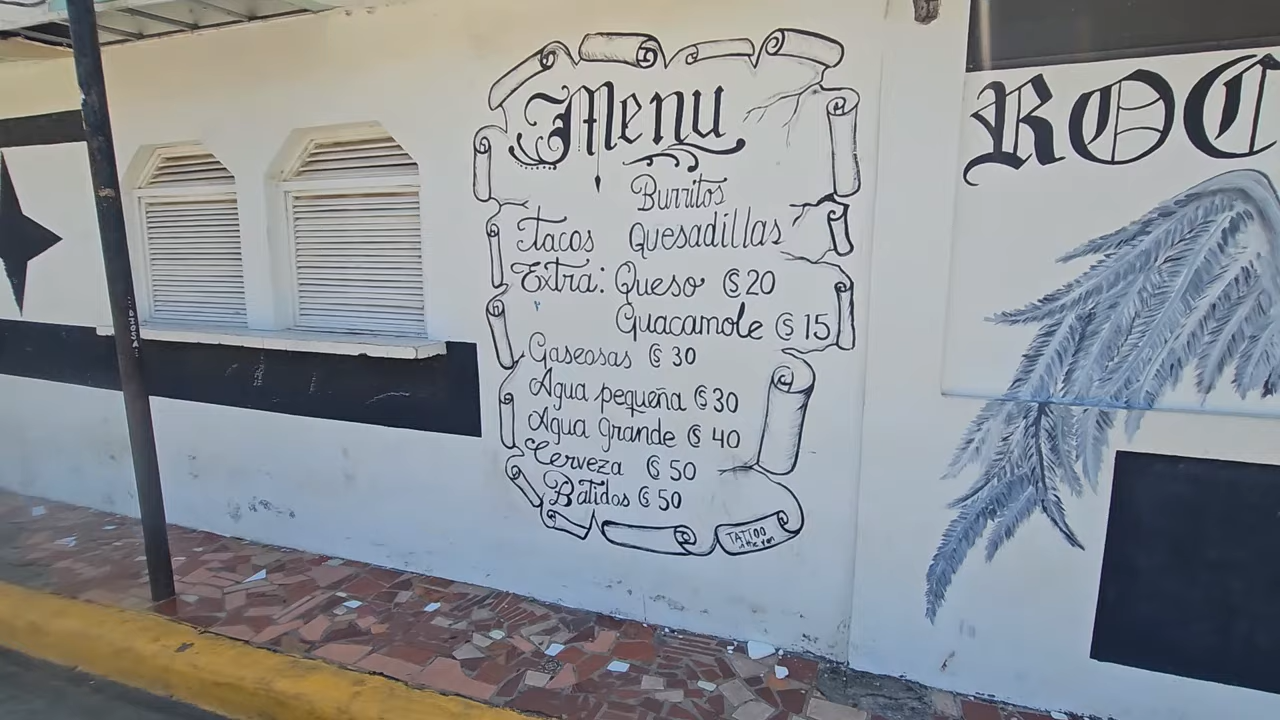 Menu
Burritos
Tacos Quesadillas
Extra: Queso C$ 20
Guacamole C$ 15
Gaseosas C$ 30
Agua pequeña C$ 30
Agua grande C$ 40
Cerveza C$ 50
Batidos C$ 50
TATTOO
ROC